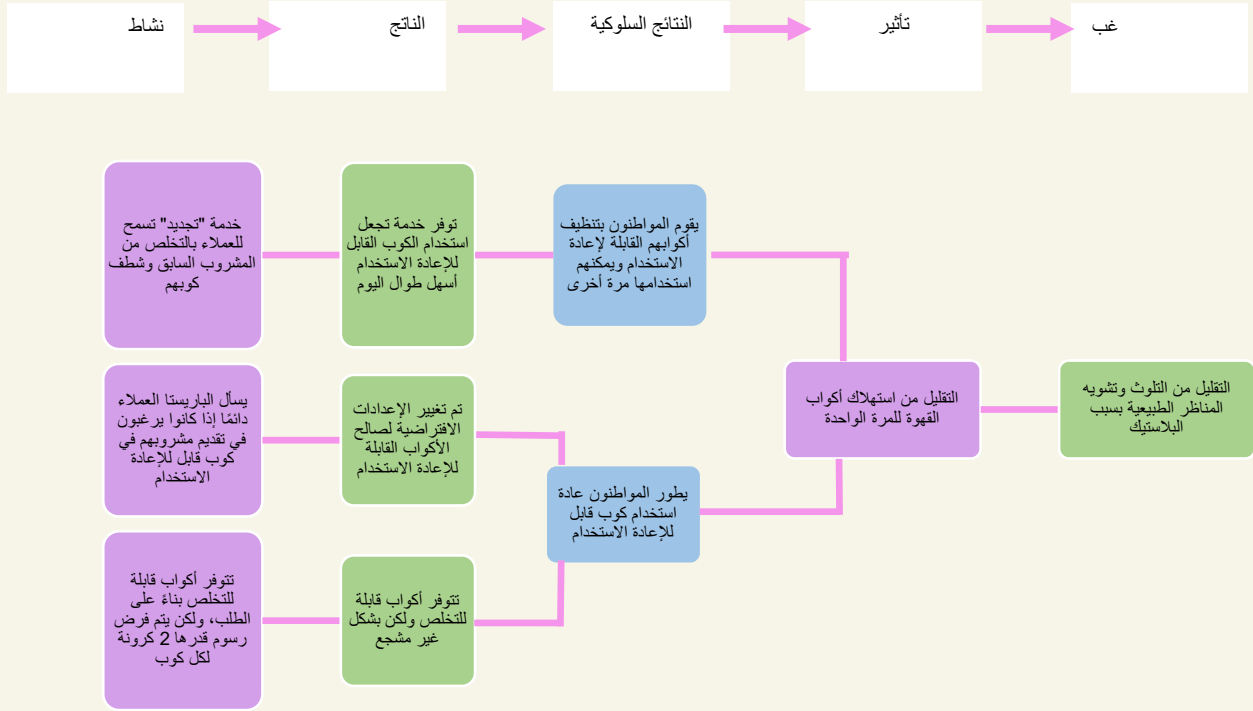 نشاط
الناتج
النتائج السلوكية
تأثير
غب
خدمة "تجديد" تسمح
للعملاء بالتخلص من
المشروب السابق وشطف
كوبهم
توفر خدمة تجعل
استخدام الكوب القابل
للإعادة الاستخدام
أسهل طوال اليوم
يقوم المواطنون بتنظيف
أكوابهم القابلة لإعادة
الاستخدام ويمكنهم
استخدامها مرة أخرى
يسأل الباريستا العملاء
دائمًا إذا كانوا يرغبون
في تقديم مشروبهم في
كوب قابل للإعادة
الاستخدام
تم تغيير الإعدادات
الافتراضية لصالح
الأكواب القابلة
للإعادة الاستخدام
يطور المواطنون عادة
استخدام كوب قابل
للإعادة الاستخدام
التقليل من استهلاك أكواب
القهوة للمرة الواحدة
التقليل من التلوث وتشويه
المناظر الطبيعية بسبب
البلاستيك
تتوفر أكواب قابلة
للتخلص بناءً على
الطلب، ولكن يتم فرض
رسوم قدرها 2 كرونة
لكل كوب
تتوفر أكواب قابلة
للتخلص ولكن بشكل
غير مشجع